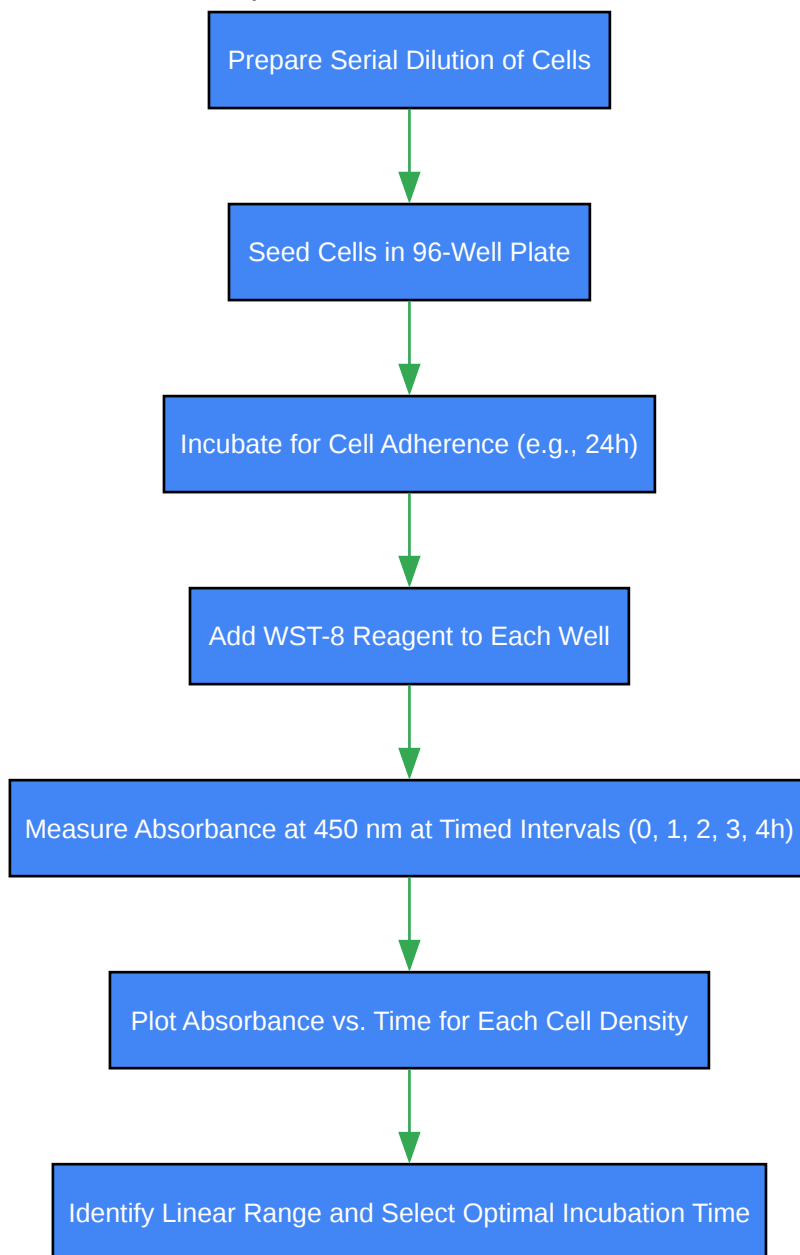 Prepare Serial Dilution of Cells
Seed Cells in 96-Well Plate
Incubate for Cell Adherence (e.g., 24h)
Add WST-8 Reagent to Each Well
Measure Absorbance at 450 nm at Timed Intervals (0, 1, 2, 3, 4h)
Plot Absorbance vs. Time for Each Cell Density
Identify Linear Range and Select Optimal Incubation Time